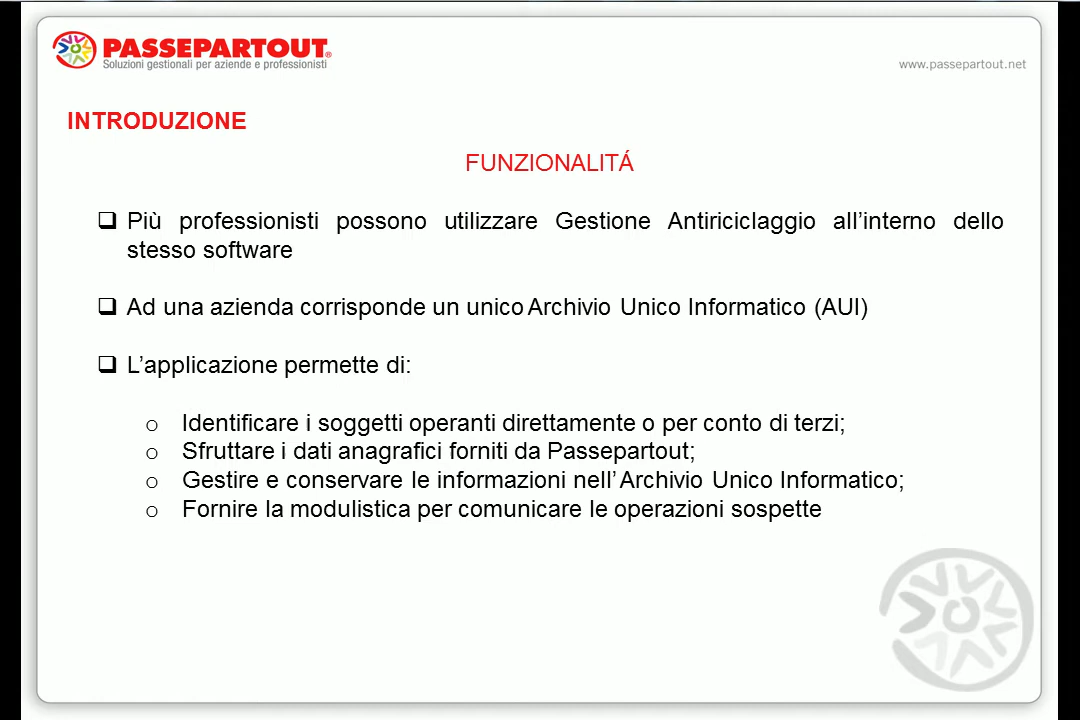 PASSEPARTOUT®
Soluzioni gestionali per aziende e professionisti
www.passepartout.net
INTRODUZIONE
FUNZIONALITÁ
❑ Più professionisti possono utilizzare Gestione Antiriciclaggio all’interno dello
stesso software
❑ Ad una azienda corrisponde un unico Archivio Unico Informatico (AUI)
❑ L’applicazione permette di:
o Identificare i soggetti operanti direttamente o per conto di terzi;
o Sfruttare i dati anagrafici forniti da Passepartout;
o Gestire e conservare le informazioni nell’ Archivio Unico Informatico;
o Fornire la modulistica per comunicare le operazioni sospette